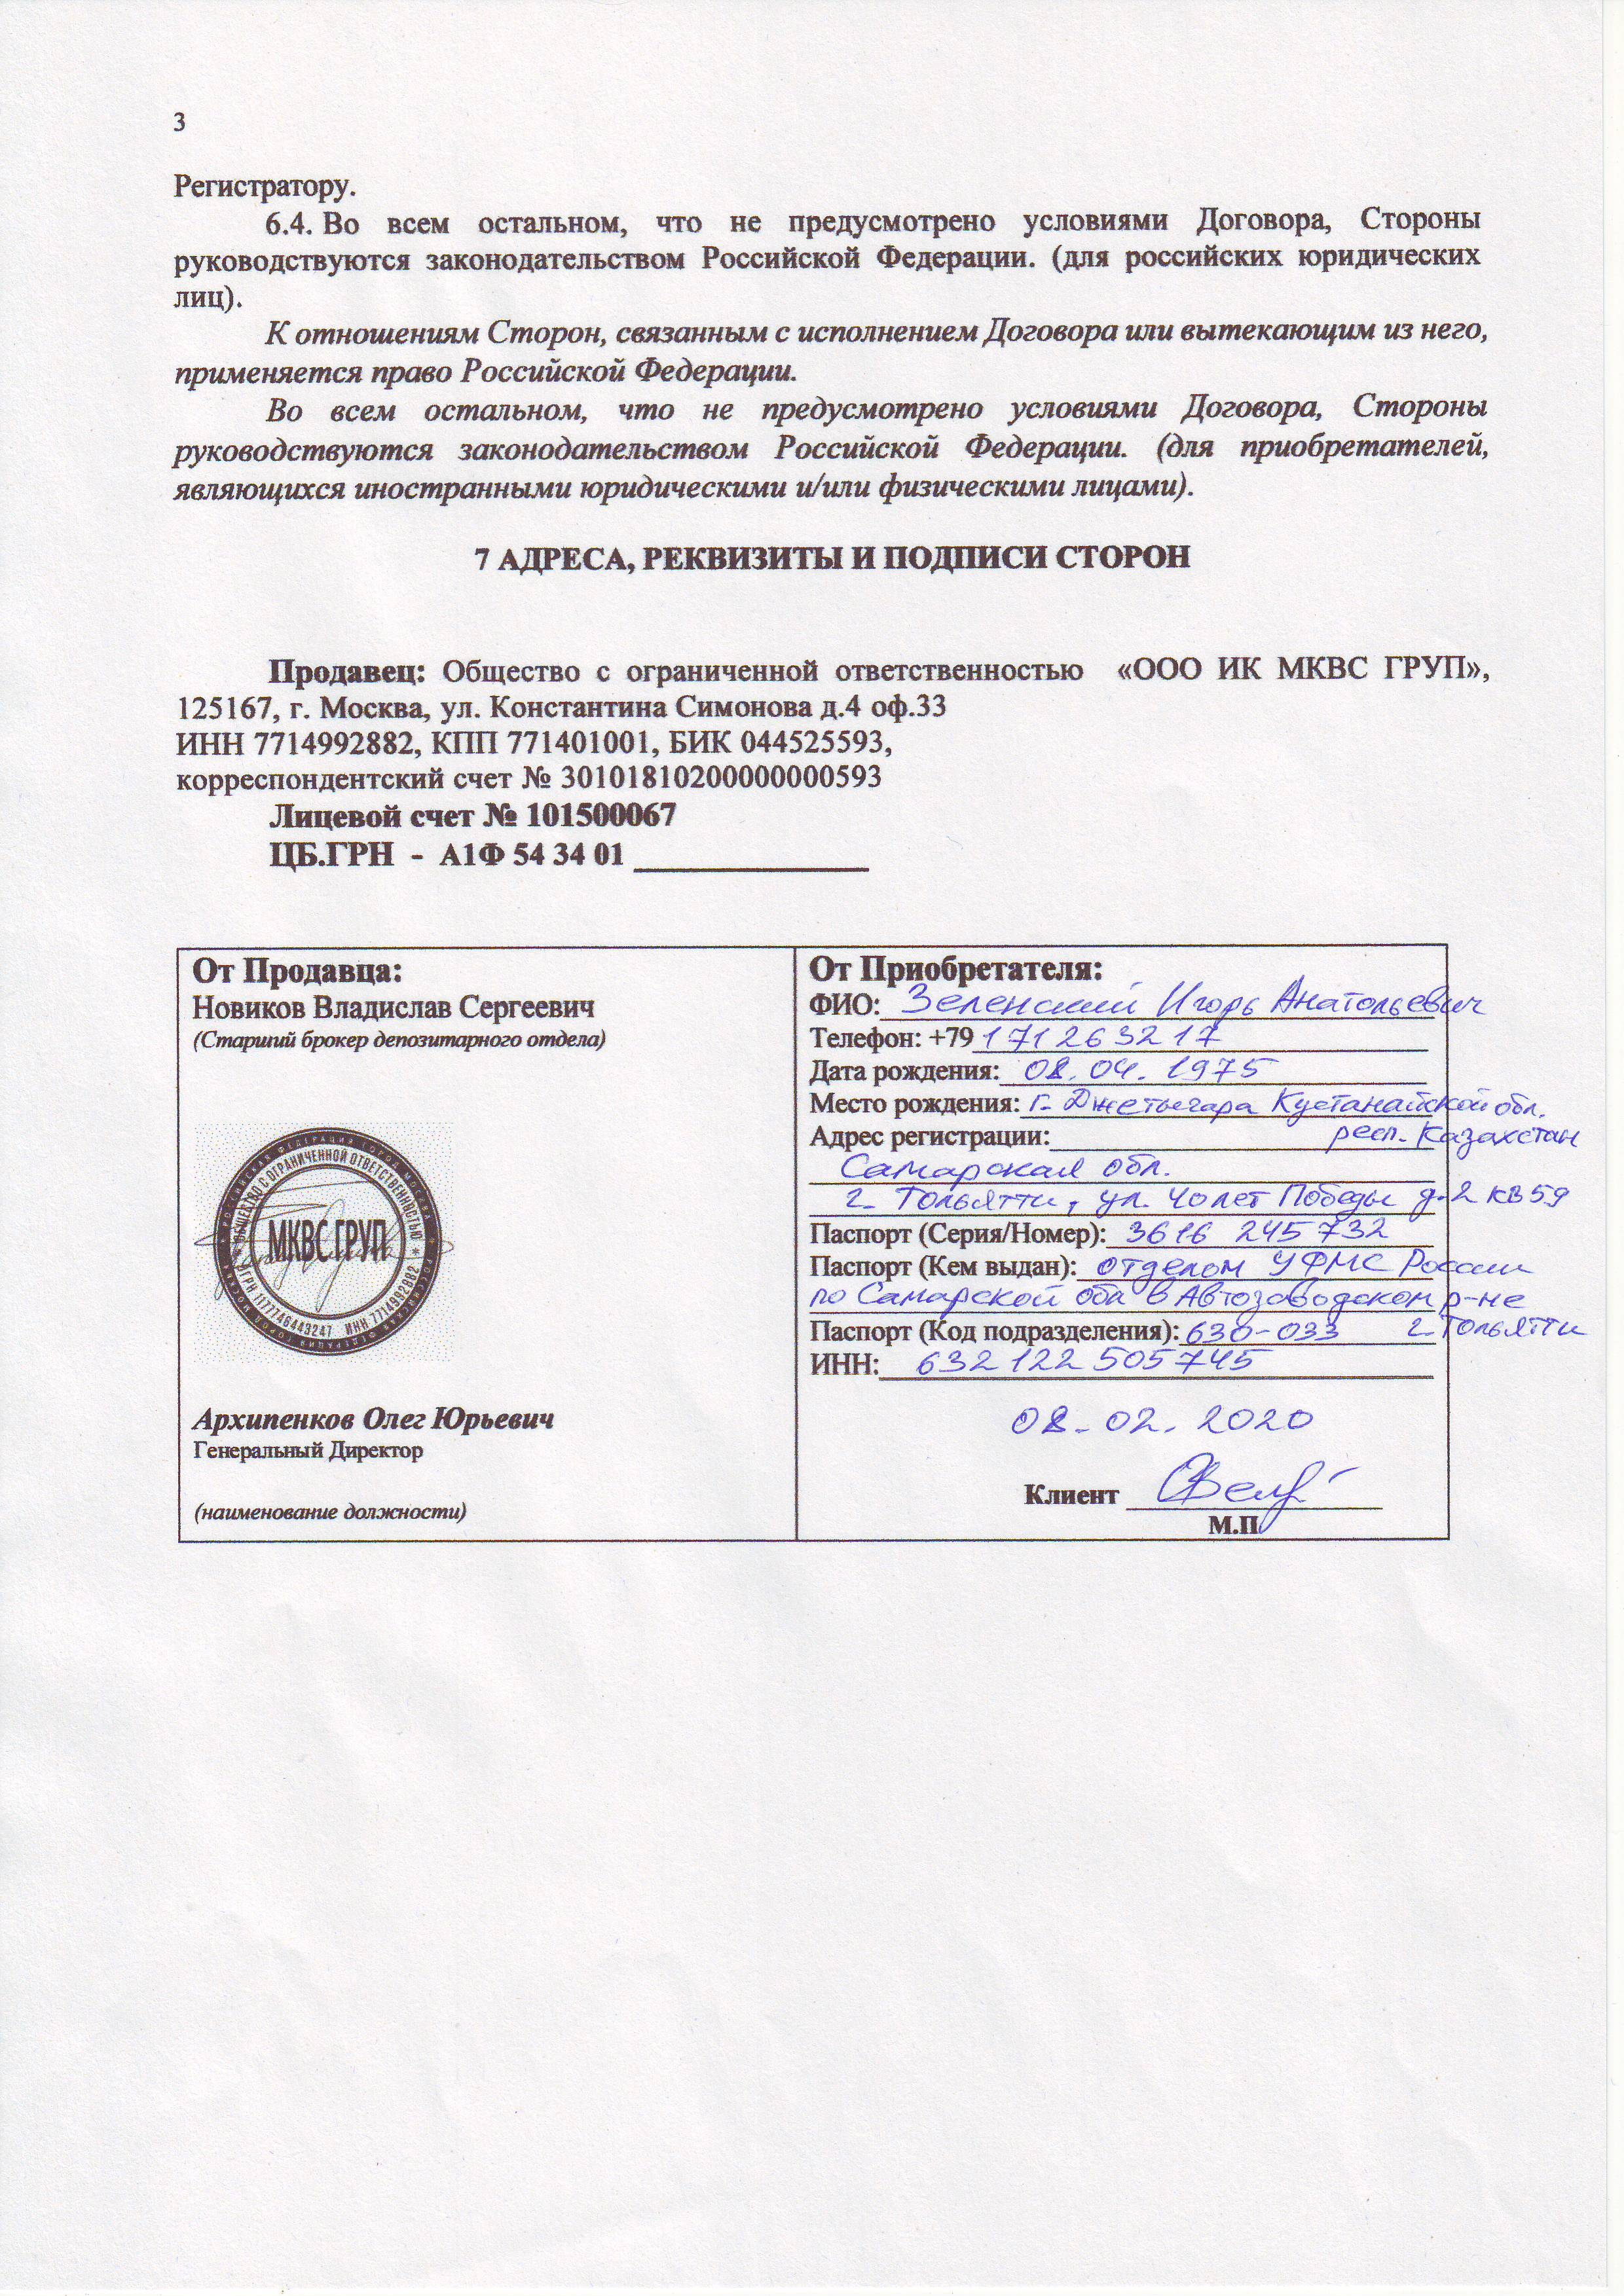 3
Регистратору.
6.4. Во всем остальном, что не предусмотрено условиями Договора, Стороны
руководствуются законодательством Российской Федерации. (для российских юридических
лиц).
К отношениям Сторон, связанным с исполнением Договора или вытекающим из него,
применяется право Российской Федерации.
Во всем остальном, что не предусмотрено условиями Договора, Стороны
руководствуются законодательством Российской Федерации. (для приобретателей,
являющихся иностранными юридическими и/или физическими лицами).
7 АДРЕСА, РЕКВИЗИТЫ И ПОДПИСИ СТОРОН
Продавец: Общество с ограниченной ответственностью «ООО ИК МКВС ГРУП»,
125167, г. Москва, ул. Константина Симонова д.4 оф.33
ИНН 7714992882, КПП 771401001, БИК 044525593,
корреспондентский счет № 30101810200000000593
Лицевой счет № 101500067
ЦБ.ГРН - А1Ф 54 34 01
От Продавца:
Новиков Владислав Сергеевич
(Старший брокер депозитарного отдела)
РОССИЙСКАЯ ФЕДЕРАЦИЯ ГОРОД МОСКВА
ОБЩЕСТВО С ОГРАНИЧЕННОЙ ОТВЕТСТВЕННОСТЬЮ
МКВС ГРУП
ОГРН 1177746443247 ИНН 7714992882
Архипенков Олег Юрьевич
Генеральный Директор
(наименование должности)
От Приобретателя:
ФИО: Зеленский Игорь Анатольевич
Телефон: +79171263217
Дата рождения: 08.04.1975
Место рождения: г. Джетыгара Кустанайской обл.
Адрес регистрации: респ. Казахстан
Самарская обл.
г. Тольятти, ул. 40 лет Победы д-2 кв 59
Паспорт (Серия/Номер): 3616 245732
Паспорт (Кем выдан): отделом УФМС России
по Самарской обл в Автозаводском р-не
Паспорт (Код подразделения): 630-033 г. Тольятти
ИНН: 632122505745
08.02.2020
Клиент
М.П